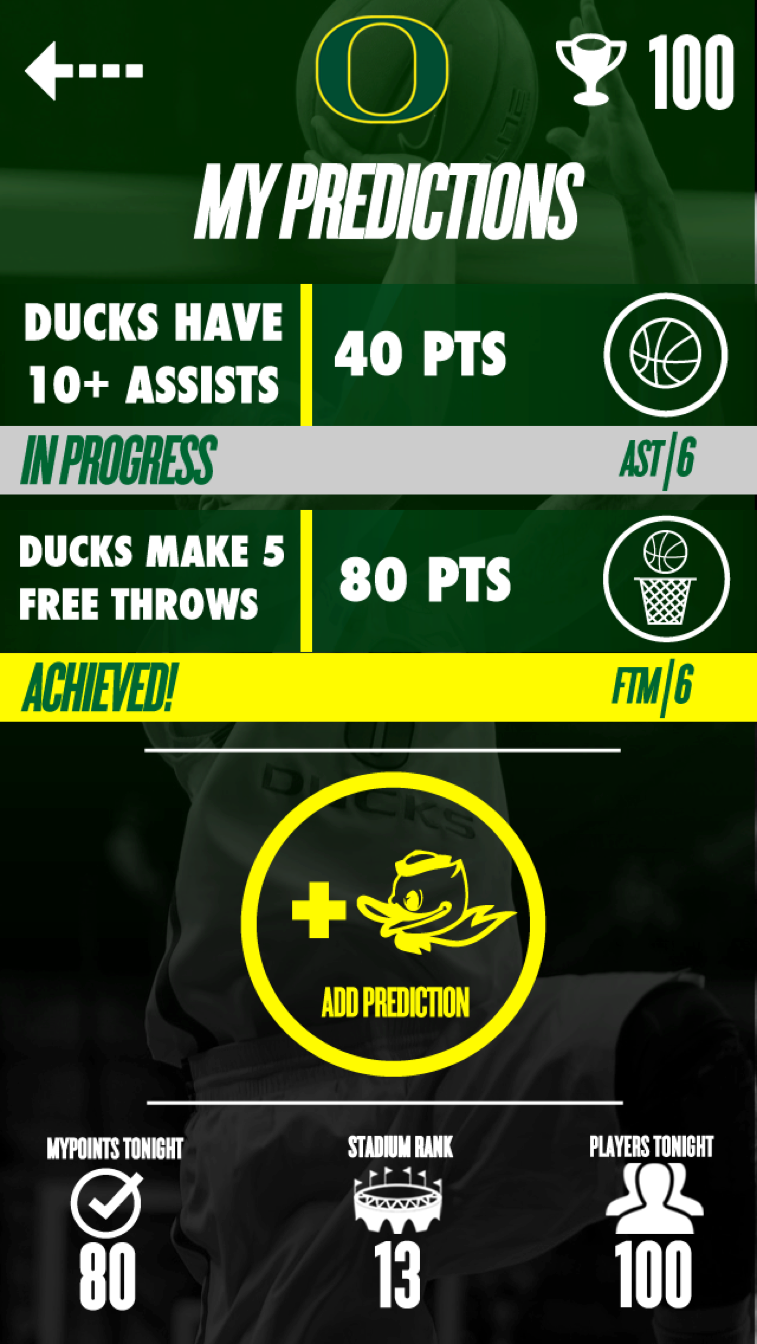 O
100
MY PREDICTIONS
DUCKS HAVE
10+ ASSISTS
40 PTS
IN PROGRESS
AST|6
DUCKS MAKE 5
FREE THROWS
80 PTS
ACHIEVED!
FTM|6
DUCKS
+
ADD PREDICTION
MYPOINTS TONIGHT
STADIUM RANK
PLAYERS TONIGHT
80
13
100